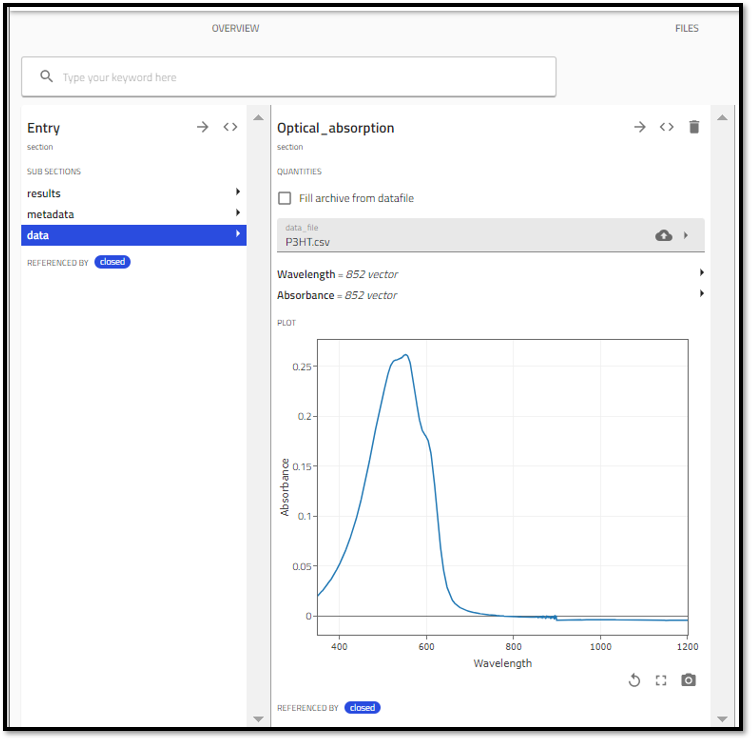 OVERVIEW FILES
Type your keyword here
Entry
section
SUB SECTIONS
results
metadata
data
REFERENCED BY closed
Optical_absorption
section
QUANTITIES
Fill archive from datafile
data_file
P3HT.csv
Wavelength = 852 vector
Absorbance = 852 vector
PLOT
0.25
0.2
0.15
0.1
0.05
0
Absorbance
400 600 800 1000 1200
Wavelength
REFERENCED BY closed